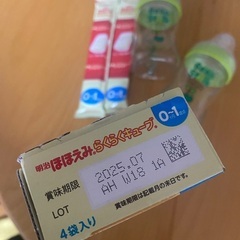 0~1
明治ほほえみ らくらくキューブ 0~1才
賞味期限
2025.07
LOT
AH W18 1A
賞味期限は記載月の末日です。
4袋入り